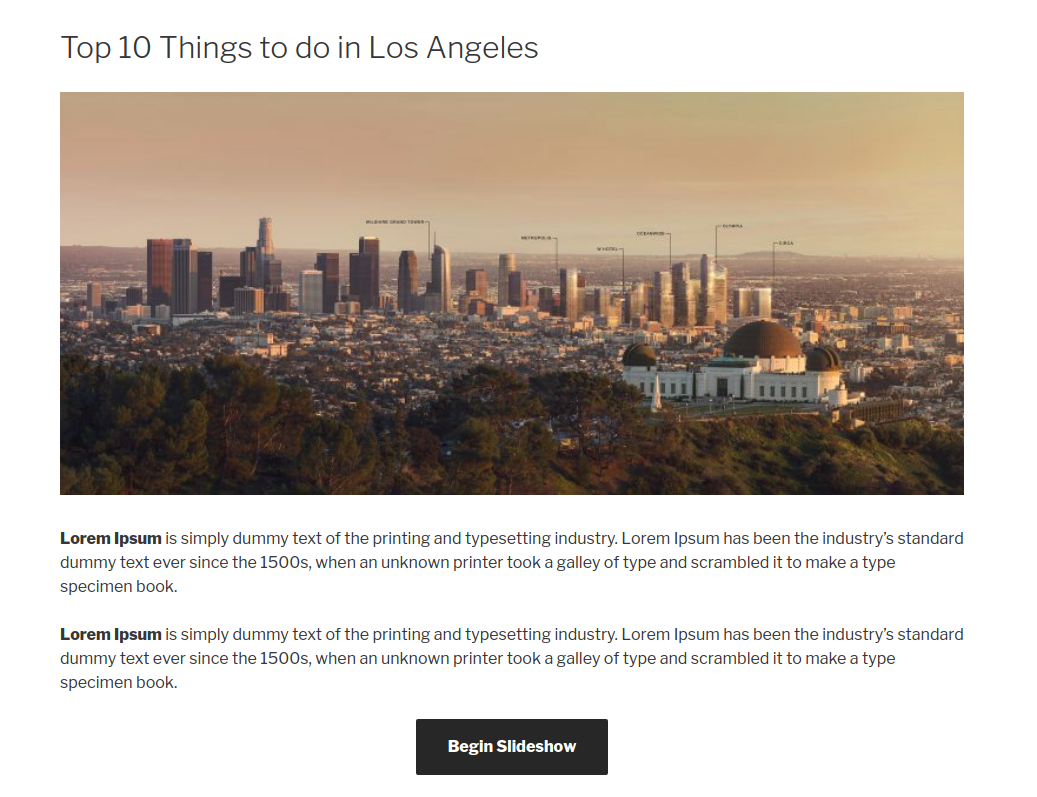 Top 10 Things to do in Los Angeles
WILSHIRE GRAND TOWER
METROPOLIS
W HOTEL
OCEANWIDE
OLYMPIA
CIRCA
Lorem Ipsum is simply dummy text of the printing and typesetting industry. Lorem Ipsum has been the industry’s standard
dummy text ever since the 1500s, when an unknown printer took a galley of type and scrambled it to make a type
specimen book.
Lorem Ipsum is simply dummy text of the printing and typesetting industry. Lorem Ipsum has been the industry’s standard
dummy text ever since the 1500s, when an unknown printer took a galley of type and scrambled it to make a type
specimen book.
Begin Slideshow